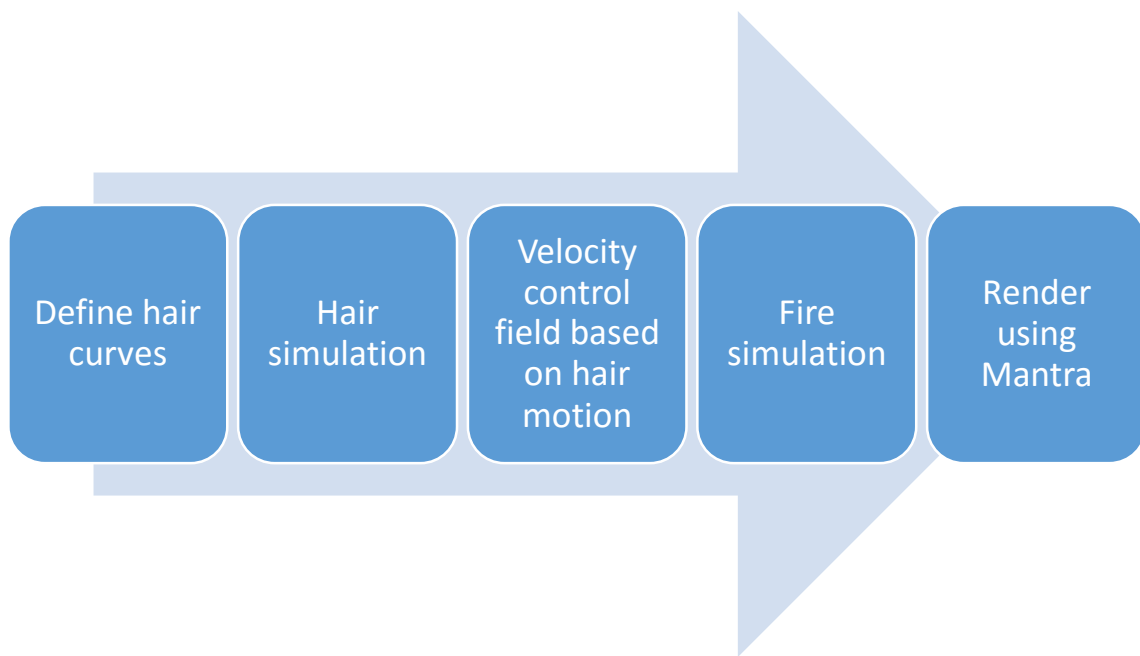 Define hair
curves
Hair
simulation
Velocity
control
field based
on hair
motion
Fire
simulation
Render
using
Mantra